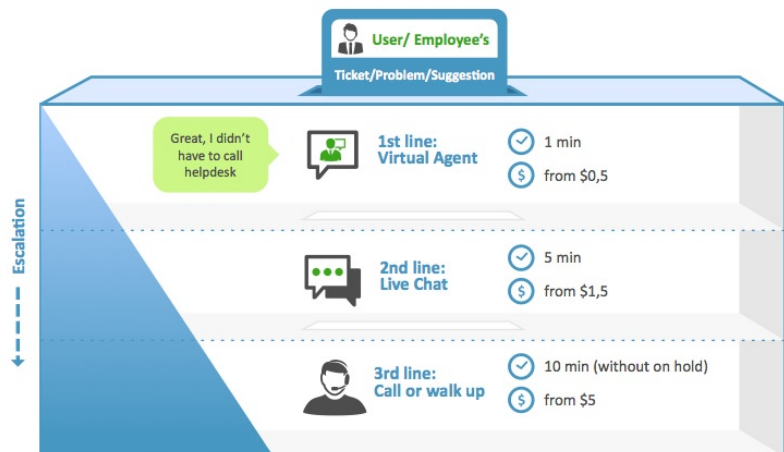 User/ Employee's
Ticket/Problem/Suggestion
Great, I didn't
have to call
helpdesk
1st line:
Virtual Agent
1 min
from $0,5
Escalation
2nd line:
Live Chat
5 min
from $1,5
3rd line:
Call or walk up
10 min (without on hold)
from $5